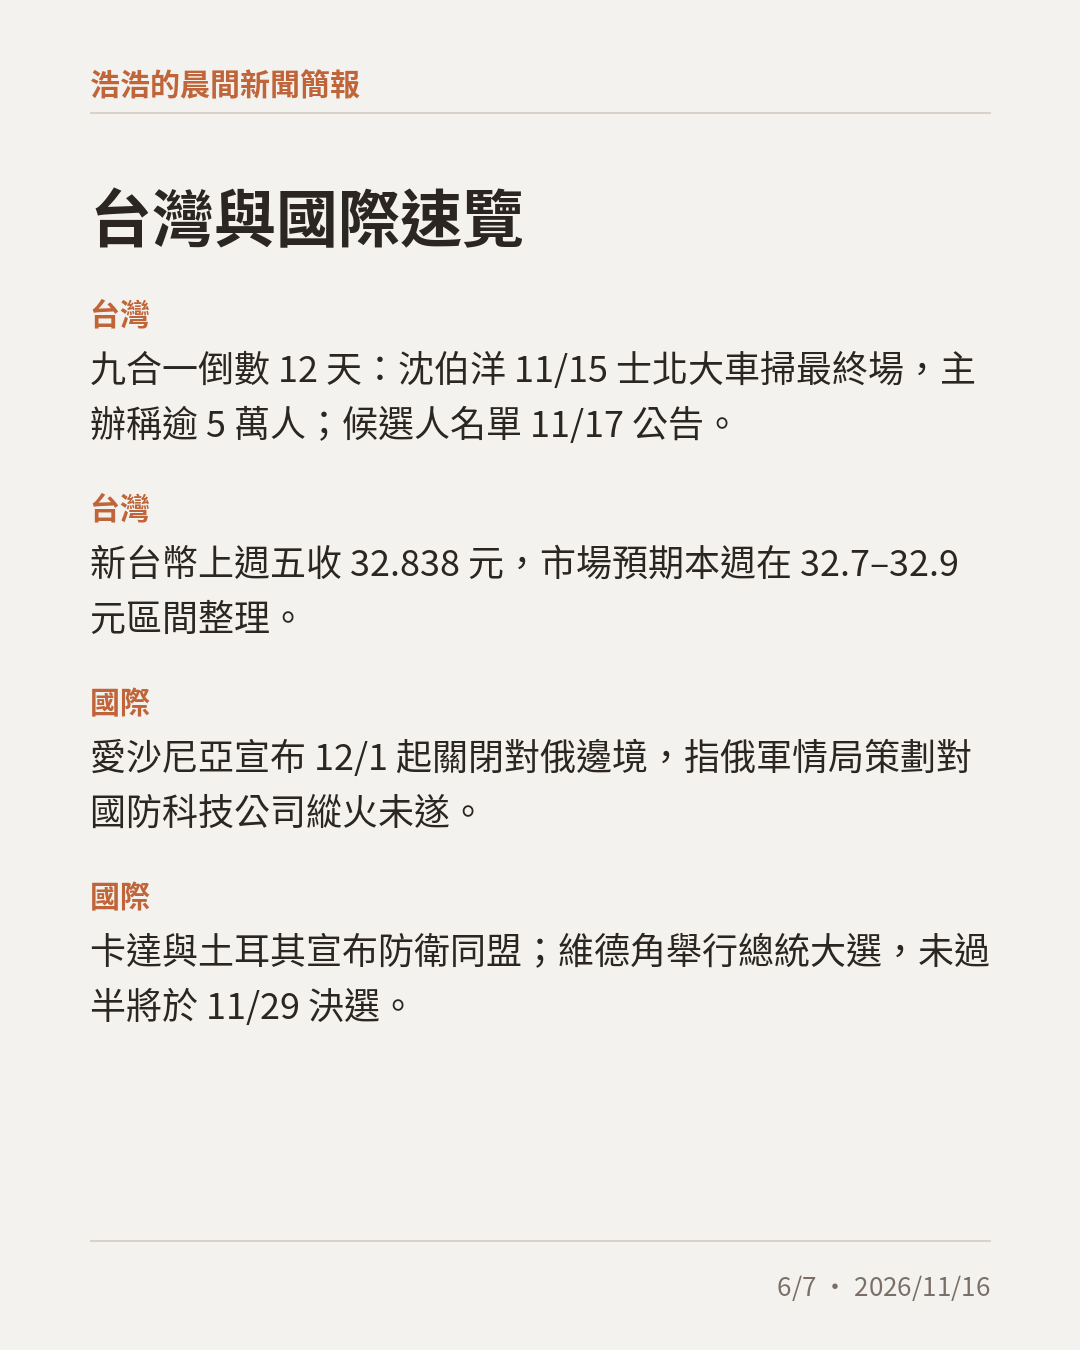 浩浩的晨間新聞簡報
台灣與國際速覽
台灣
九合一倒數 12 天：沈伯洋 11/15 士北大車掃最終場，主
辦稱逾 5 萬人；候選人名單 11/17 公告。
台灣
新台幣上週五收 32.838 元，市場預期本週在 32.7–32.9
元區間整理。
國際
愛沙尼亞宣布 12/1 起關閉對俄邊境，指俄軍情局策劃對
國防科技公司縱火未遂。
國際
卡達與土耳其宣布防衛同盟；維德角舉行總統大選，未過
半將於 11/29 決選。
6/7 • 2026/11/16